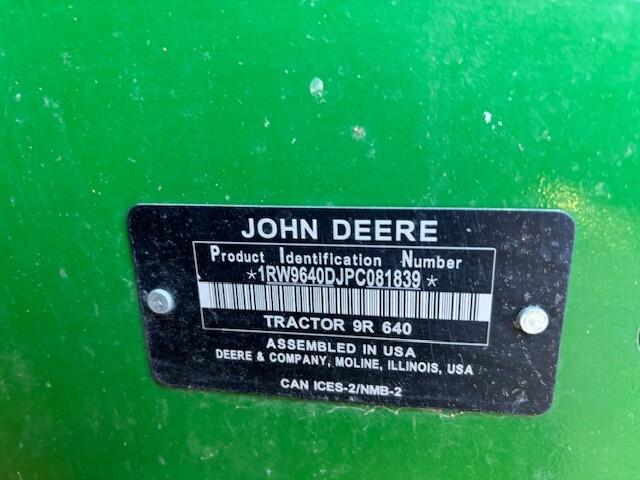 JOHN DEERE
Product Identification Number
*1RW9640DJPC081839*
TRACTOR 9R 640
ASSEMBLED IN USA
DEERE & COMPANY, MOLINE, ILLINOIS, USA
CAN ICES-2/NMB-2